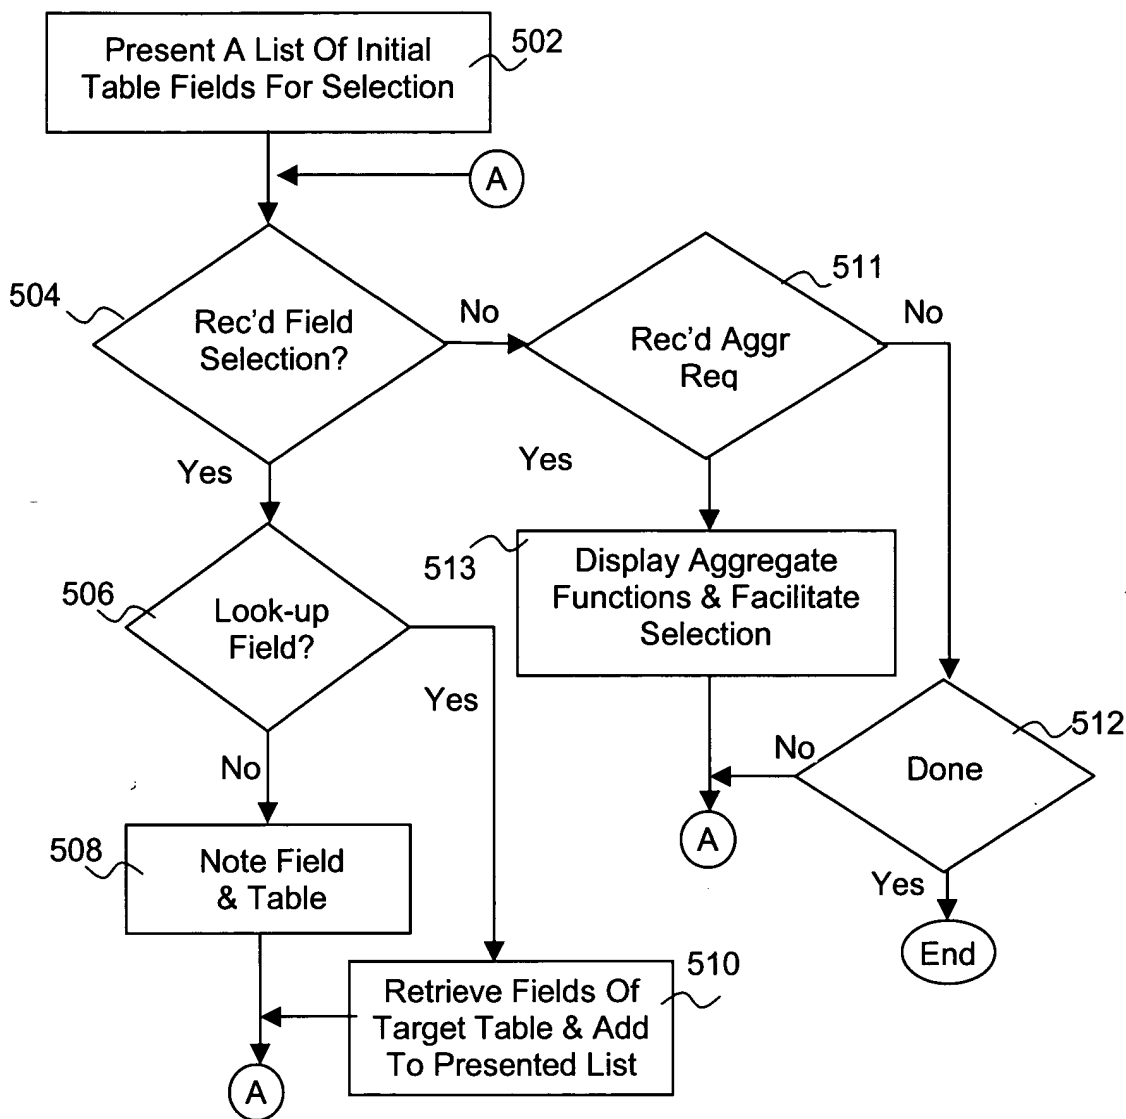 Present A List Of Initial
Table Fields For Selection
502
A
504
Rec'd Field
Selection?
No
511
Rec'd Aggr
Req
No
Yes
Yes
506
Look-up
Field?
513
Display Aggregate
Functions & Facilitate
Selection
Yes
No
512
Done
No
A
508
Note Field
& Table
Yes
End
510
Retrieve Fields Of
Target Table & Add
To Presented List
A